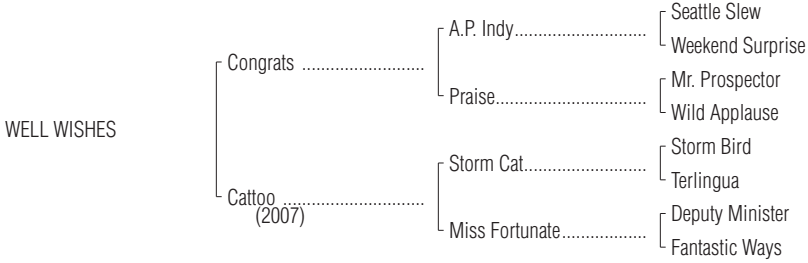 Seattle Slew
A.P. Indy..............................
Weekend Surprise
Congrats ..........................
Mr. Prospector
Praise..................................
Wild Applause
WELL WISHES
Storm Bird
Storm Cat............................
Terlingua
Cattoo ..............................
(2007)
Deputy Minister
Miss Fortunate...................
Fantastic Ways